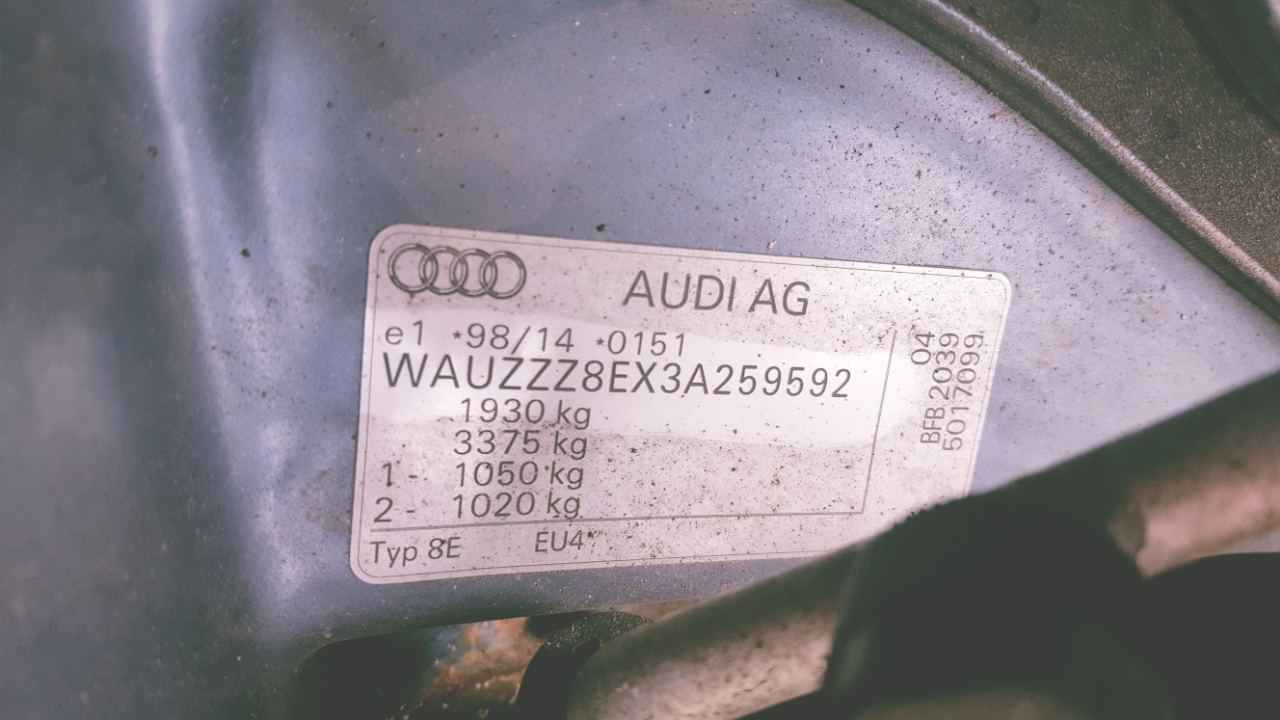 AUDI AG
e1 *98/14 *0151
WAUZZZ8EX3A259592
1930 kg
3375 kg
1- 1050 kg
2- 1020 kg
Typ 8E EU4
04
BFB.2039
5017099.